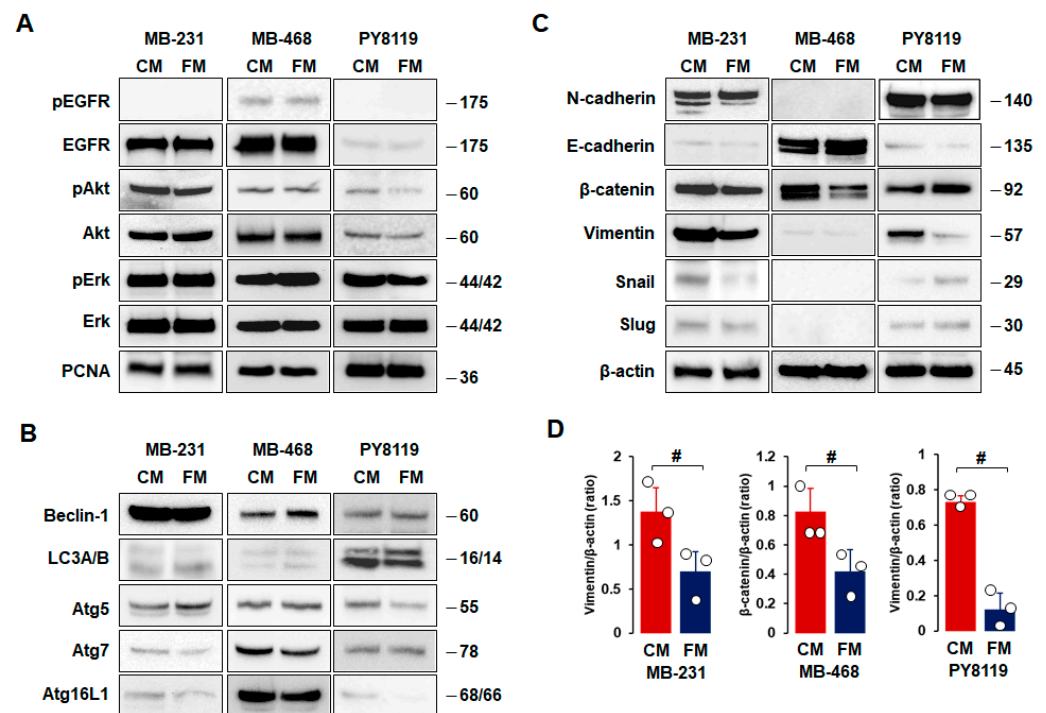 A
MB-231 MB-468 PY8119
CM FM CM FM CM FM
pEGFR –175
EGFR –175
pAkt –60
Akt –60
pErk –44/42
Erk –44/42
PCNA –36
B
MB-231 MB-468 PY8119
CM FM CM FM CM FM
Beclin-1 –60
LC3A/B –16/14
Atg5 –55
Atg7 –78
Atg16L1 –68/66
C
MB-231 MB-468 PY8119
CM FM CM FM CM FM
N-cadherin –140
E-cadherin –135
β-catenin –92
Vimentin –57
Snail –29
Slug –30
β-actin –45
D
Vimentin/β-actin (ratio)
2
1.5
1
0.5
0
#
CM FM
MB-231
β-catenin/β-actin (ratio)
1.2
1
0.8
0.6
0.4
0.2
0
#
CM FM
MB-468
Vimentin/β-actin (ratio)
1
0.8
0.6
0.4
0.2
0
#
CM FM
PY8119